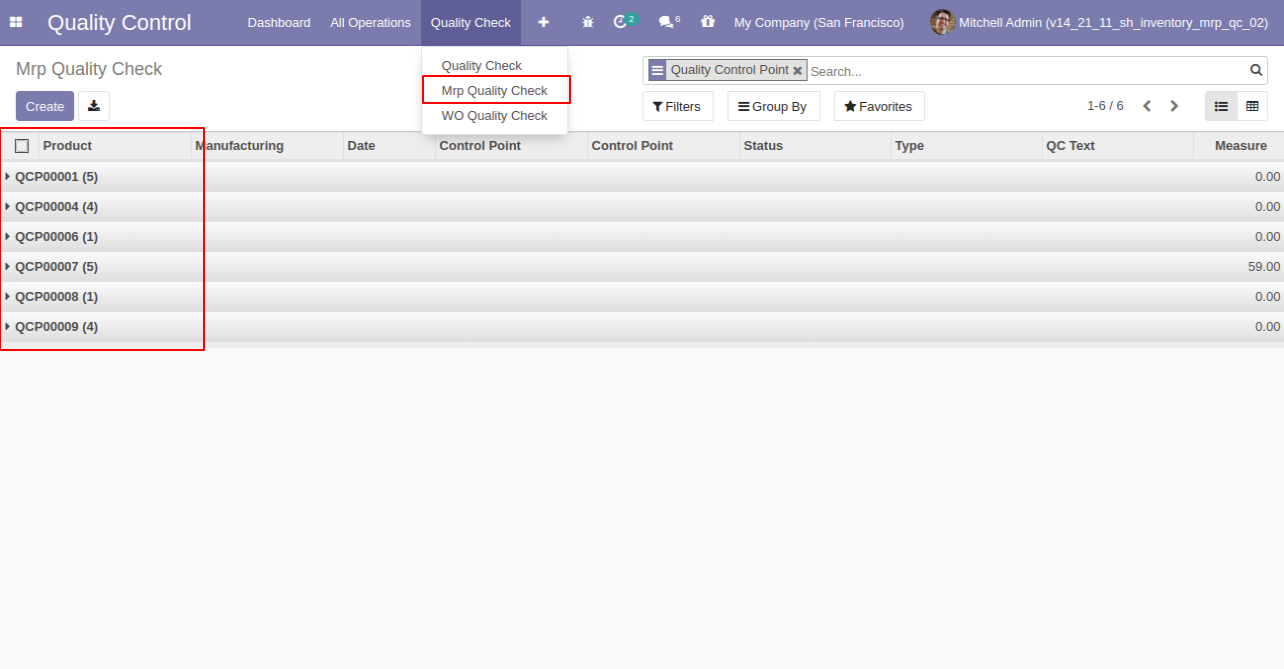 Quality Control Dashboard All Operations Quality Check 2 6 My Company (San Francisco) Mitchell Admin (v14_21_11_sh_inventory_mrp_qc_02)
Mrp Quality Check
Quality Check
Mrp Quality Check
WO Quality Check
Quality Control Point Search...
Create
Filters Group By Favorites 1-6 / 6
Product Manufacturing Date Control Point Control Point Status Type QC Text Measure
QCP00001 (5) 0.00
QCP00004 (4) 0.00
QCP00006 (1) 0.00
QCP00007 (5) 59.00
QCP00008 (1) 0.00
QCP00009 (4) 0.00